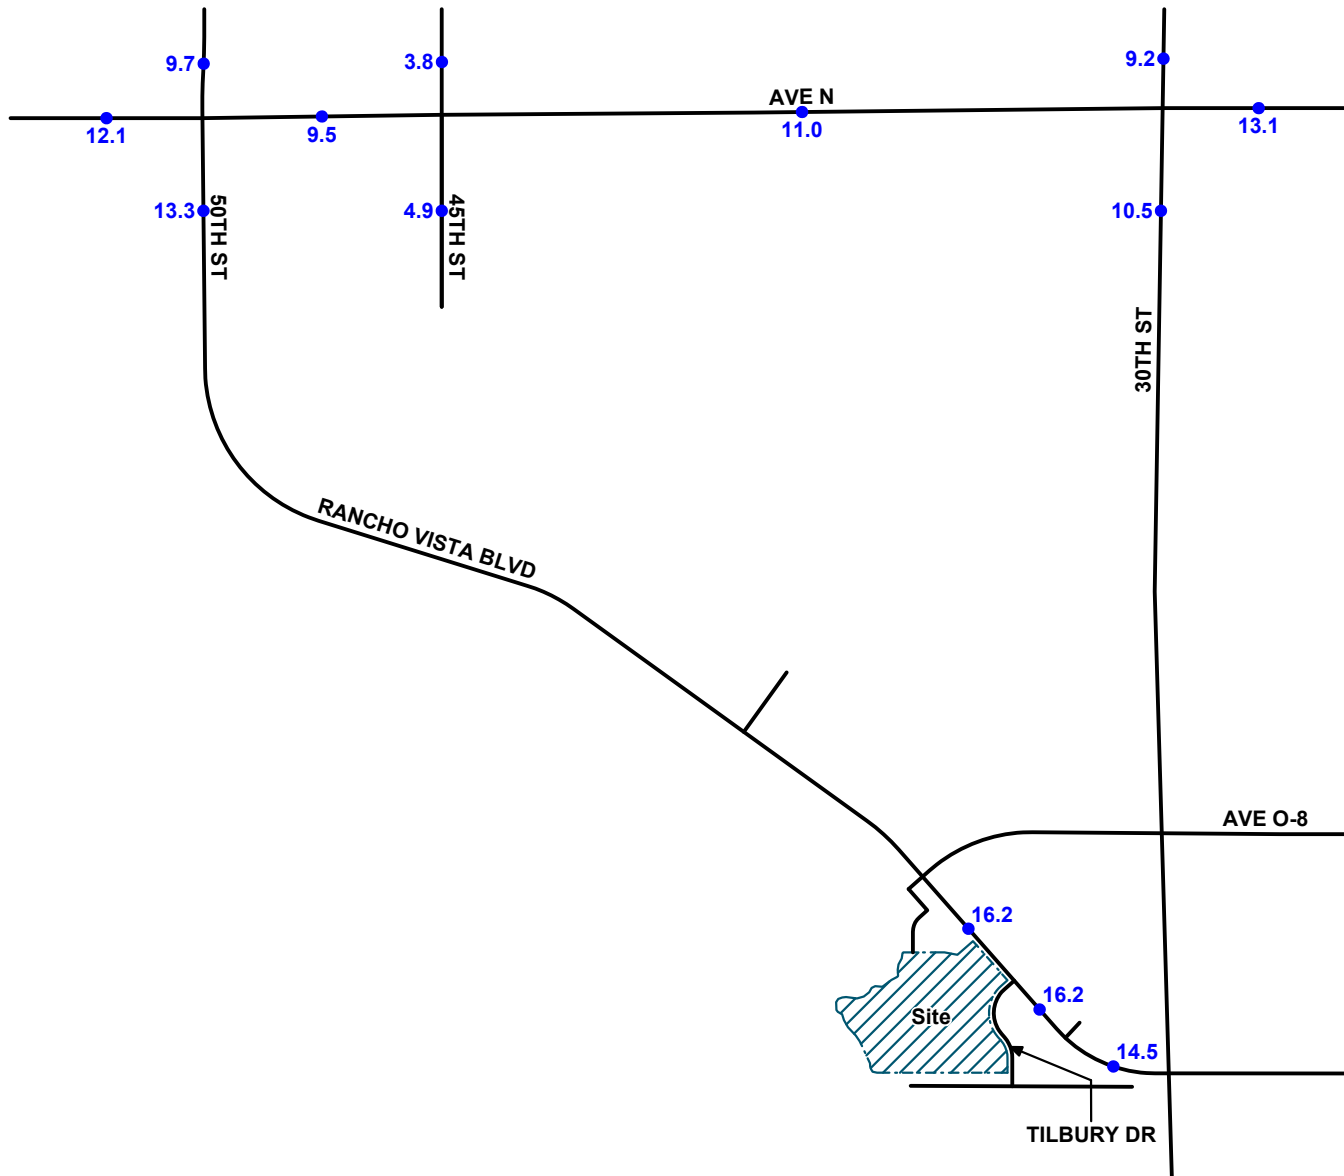 9.7
3.8
9.2
AVE N
12.1
9.5
11.0
13.1
13.3
50TH ST
4.9
45TH ST
10.5
30TH ST
RANCHO VISTA BLVD
AVE O-8
16.2
16.2
Site
14.5
TILBURY DR